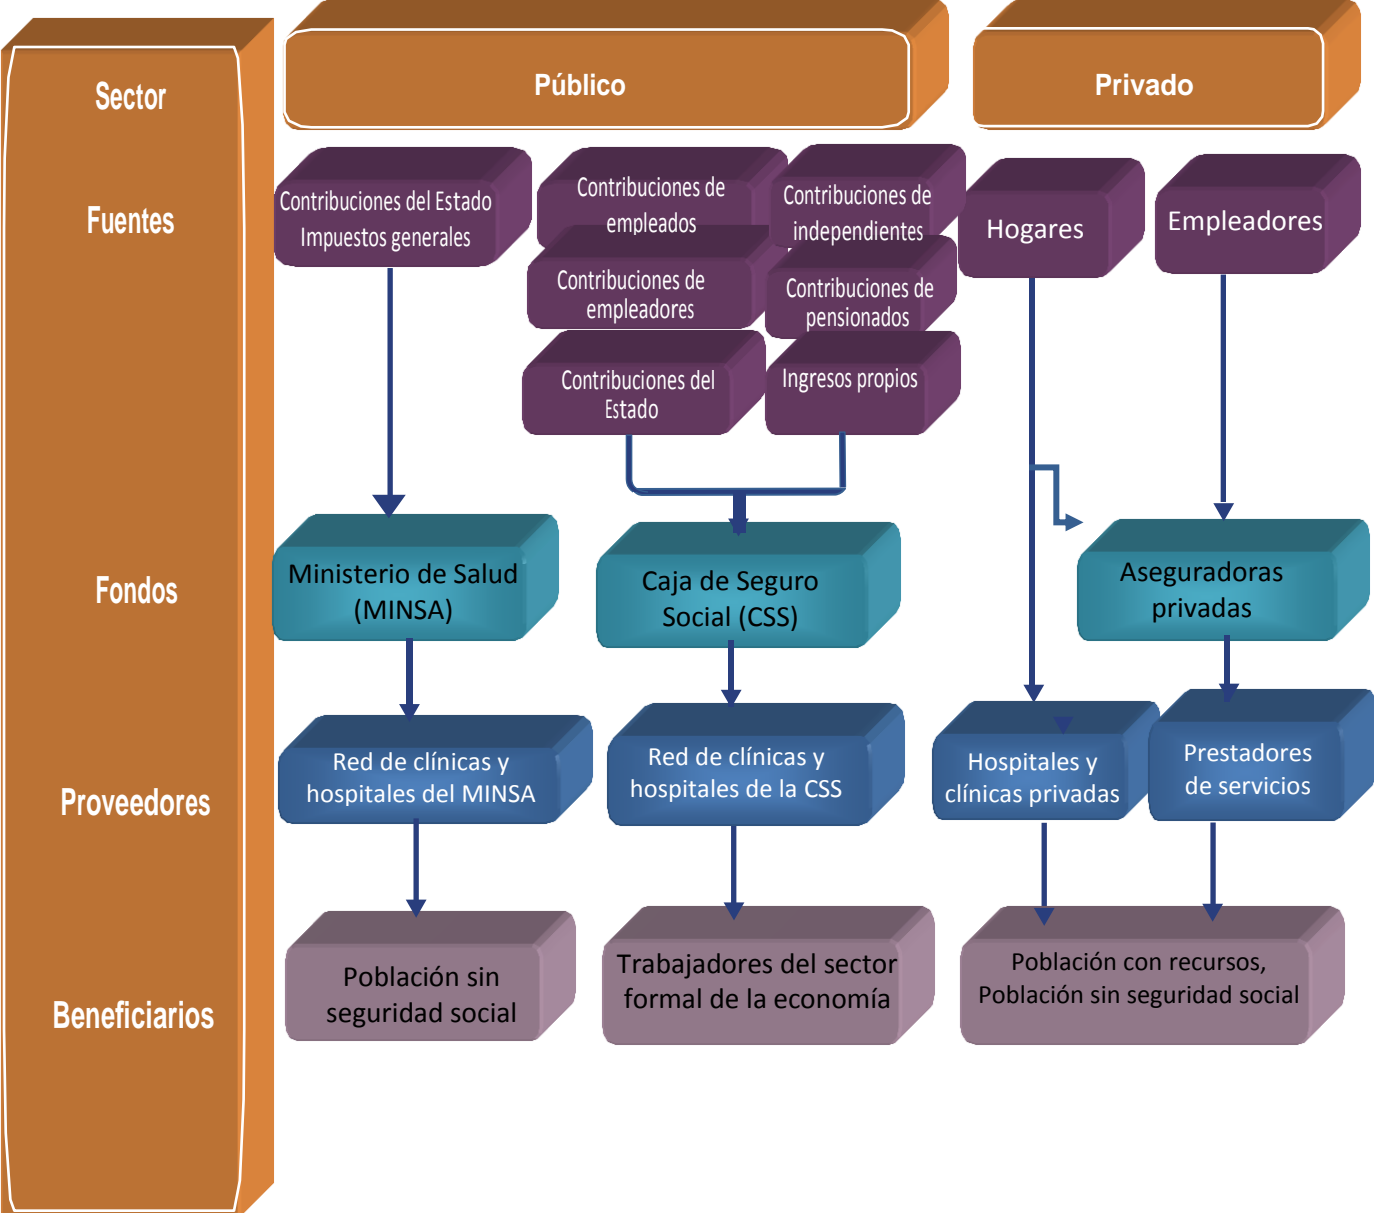 Sector
Público
Privado
Fuentes
Contribuciones del Estado
Impuestos generales
Contribuciones de
empleados
Contribuciones de
independientes
Contribuciones de
empleadores
Contribuciones de
pensionados
Contribuciones del
Estado
Ingresos propios
Hogares
Empleadores
Fondos
Ministerio de Salud
(MINSA)
Caja de Seguro
Social (CSS)
Aseguradoras
privadas
Proveedores
Red de clínicas y
hospitales del MINSA
Red de clínicas y
hospitales de la CSS
Hospitales y
clínicas privadas
Prestadores
de servicios
Beneficiarios
Población sin
seguridad social
Trabajadores del sector
formal de la economía
Población con recursos,
Población sin seguridad social